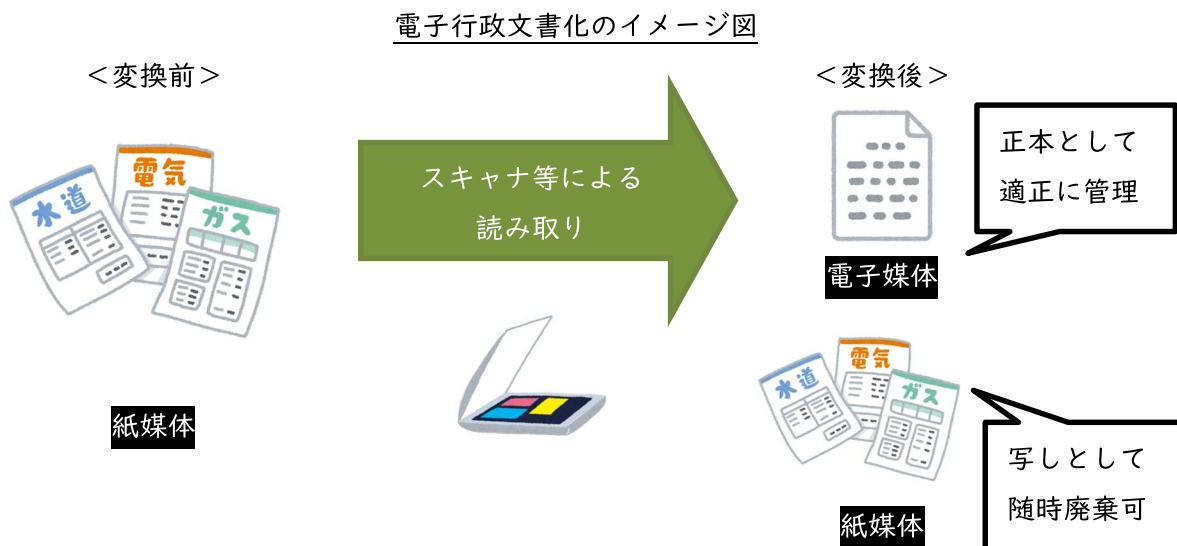 電子行政文書化のイメージ図
＜変換前＞
水道
電気
ガス
紙媒体
スキャナ等による
読み取り
＜変換後＞
電子媒体
正本として
適正に管理
水道
電気
ガス
紙媒体
写しとして
随時廃棄可